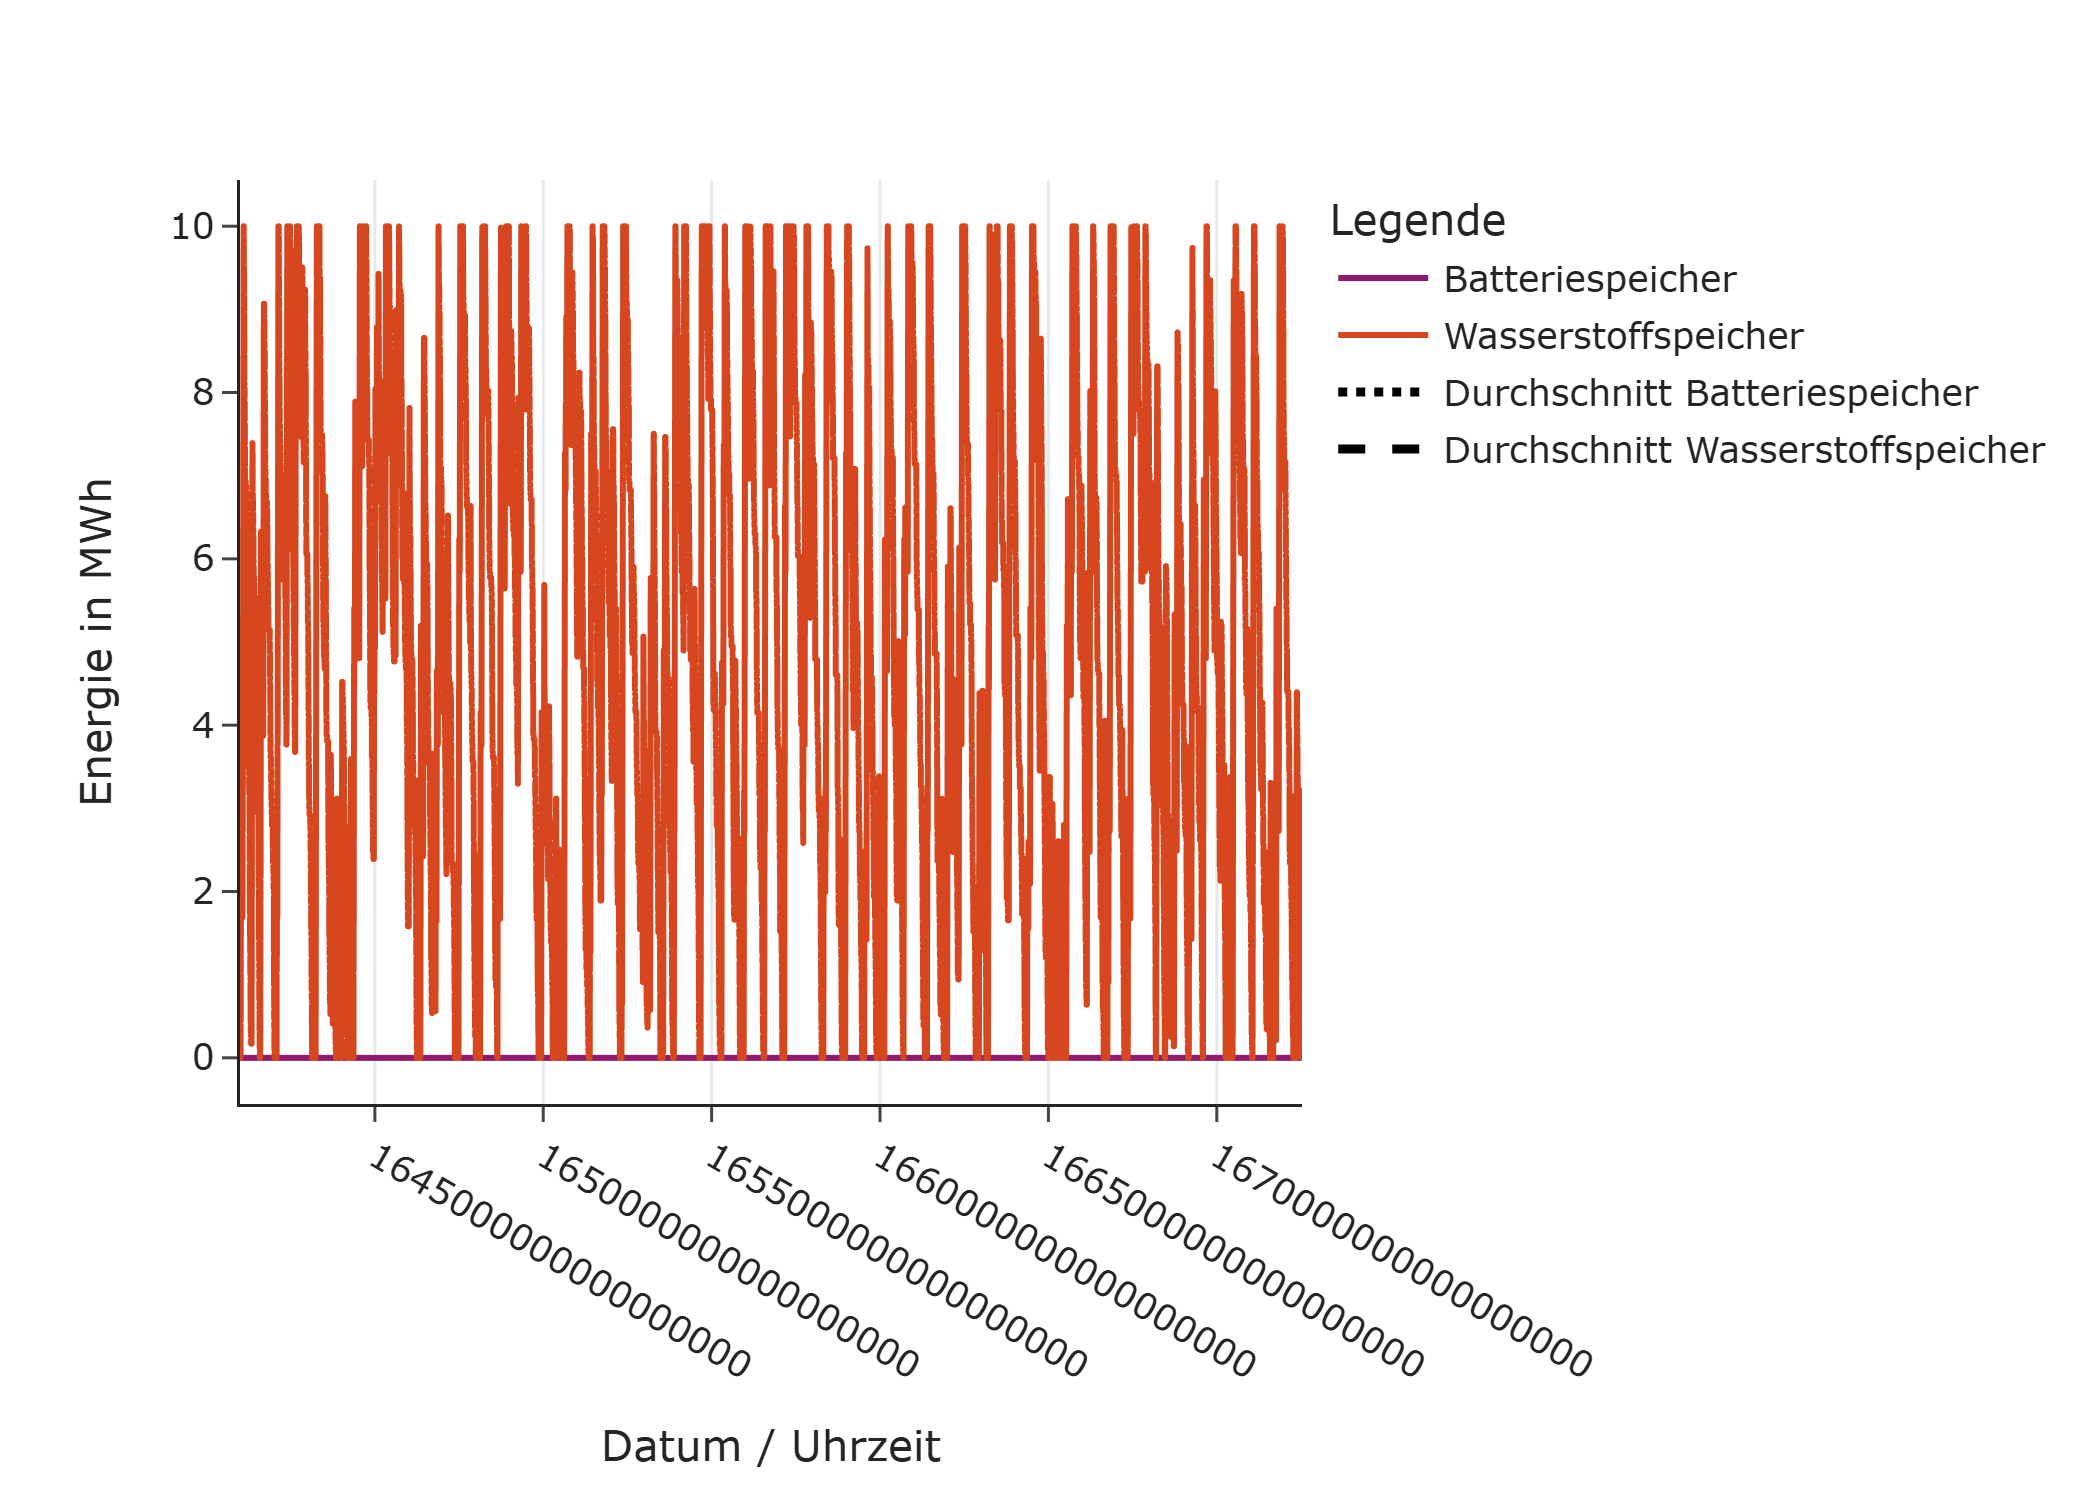 Energie in MWh
10
8
6
4
2
0
1645000000000000000
1650000000000000000
1655000000000000000
1660000000000000000
1665000000000000000
1670000000000000000
Datum / Uhrzeit
Legende
Batteriespeicher
Wasserstoffspeicher
Durchschnitt Batteriespeicher
Durchschnitt Wasserstoffspeicher